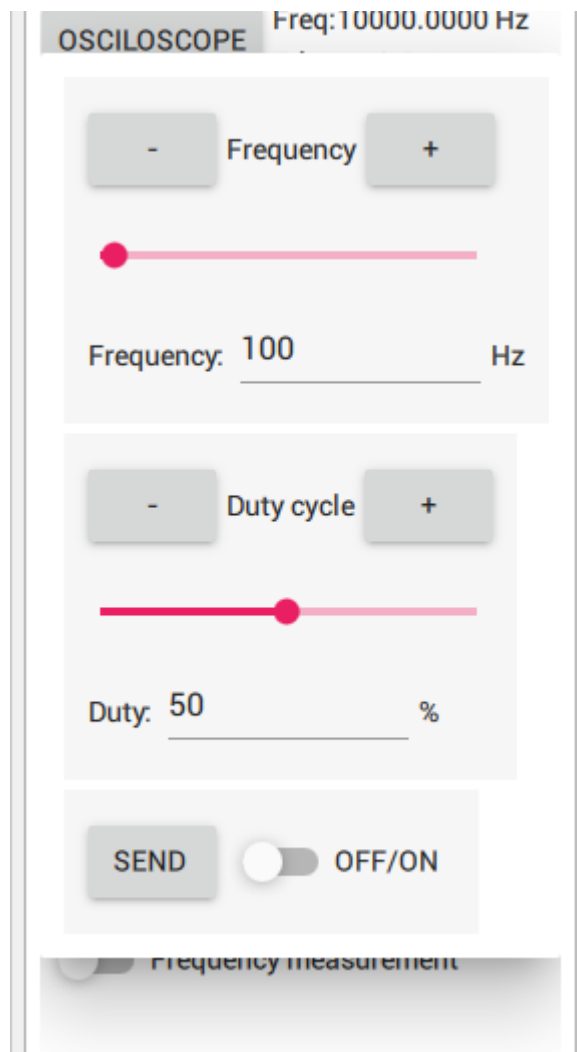 OSCILOSCOPE
Freq:10000.0000 Hz
- Frequency +
Frequency: 100 Hz
- Duty cycle +
Duty: 50 %
SEND OFF/ON
Frequency measurement